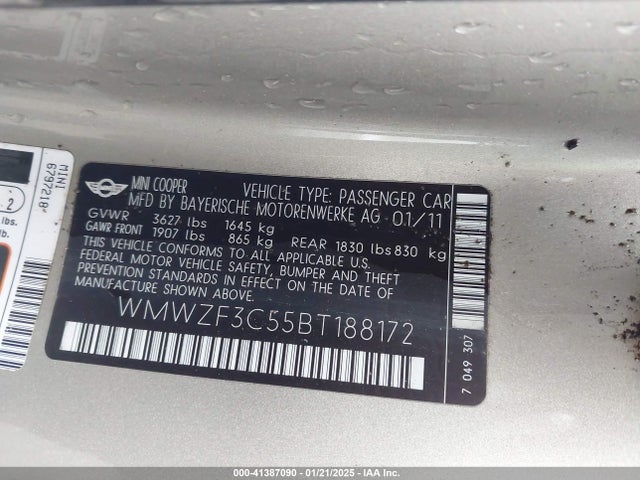 MINI COOPER VEHICLE TYPE: PASSENGER CAR
MFD BY BAYERISCHE MOTORENWERKE AG 01/11
GVWR 3627 lbs 1645 kg
GAWR FRONT 1907 lbs 865 kg REAR 1830 lbs 830 kg
THIS VEHICLE CONFORMS TO ALL APPLICABLE U.S.
FEDERAL MOTOR VEHICLE SAFETY, BUMPER AND THEFT
PREVENTION STANDARDS IN EFFECT ON THE DATE OF
MANUFACTURE SHOWN ABOVE.
WMWZF3C55BT188172
7 049 307
MINI
6797218
2
lbs.
lbs.
000-41387090 - 01/21/2025 - IAA Inc.